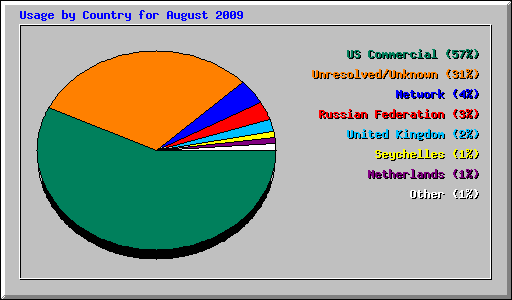 Usage by Country for August 2009
US Commercial (57%)
Unresolved/Unknown (31%)
Network (4%)
Russian Federation (3%)
United Kingdom (2%)
Seychelles (1%)
Netherlands (1%)
Other (1%)